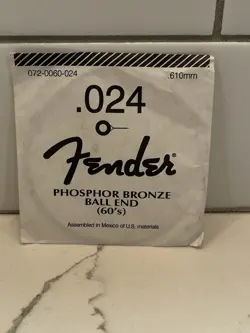 072-0060-024 .610mm
.024
Fender
PHOSPHOR BRONZE
BALL END
(60's)
Assembled in Mexico of U.S. materials